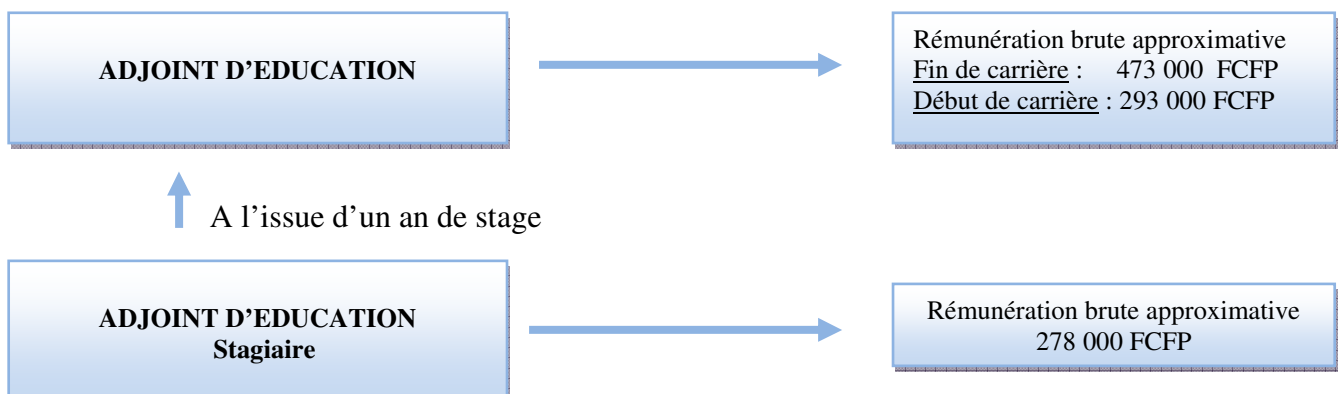 ADJOINT D'EDUCATION
Rémunération brute approximative
Fin de carrière : 473 000 FCFP
Début de carrière : 293 000 FCFP
A l'issue d'un an de stage
ADJOINT D'EDUCATION
Stagiaire
Rémunération brute approximative
278 000 FCFP